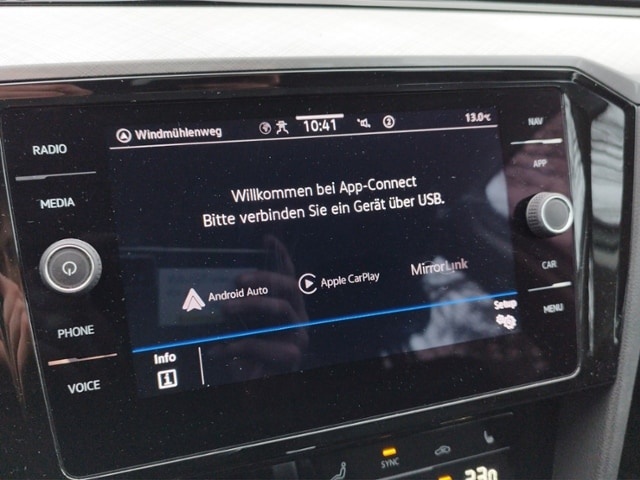 RADIO
MEDIA
PHONE
VOICE
Windmühlenweg
10:41
13.0°C
Willkommen bei App-Connect
Bitte verbinden Sie ein Gerät über USB.
Android Auto
Apple CarPlay
MirrorLink
Setup
Info
NAV
APP
CAR
MENU
SYNC